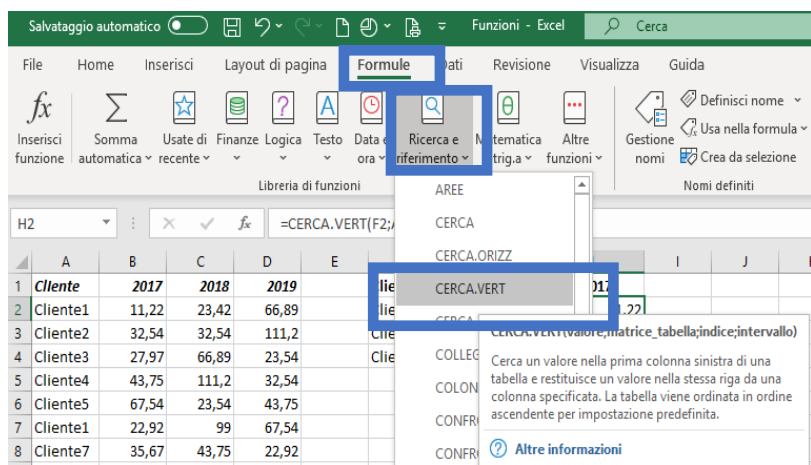 Salvataggio automatico Funzioni - Excel Cerca
File Home Inserisci Layout di pagina Formule Dati Revisione Visualizza Guida
Inserisci funzione
Somma automatica
Usate di recente
Finanze
Logica
Testo
Data e ora
Ricerca e riferimento
Matematica e trig.a
Altre funzioni
Gestione nomi
Definisci nome
Usa nella formula
Crea da selezione
Libreria di funzioni
Nomi definiti
H2 fx =CERCA.VERT(F2;
AREE
CERCA
CERCA.ORIZZ
CERCA.VERT
CERCA
COLLEG
COLON
CONFR
CONFR
A B C D E I J
1 Cliente 2017 2018 2019
2 Cliente1 11,22 23,42 66,89
3 Cliente2 32,54 32,54 111,2
4 Cliente3 27,97 66,89 23,54
5 Cliente4 43,75 111,2 32,54
6 Cliente5 67,54 23,54 43,75
7 Cliente1 22,92 99 67,54
8 Cliente7 35,67 43,75 22,92
CERCA.VERT(valore;matrice_tabella;indice;intervallo)
Cerca un valore nella prima colonna sinistra di una
tabella e restituisce un valore nella stessa riga da una
colonna specificata. La tabella viene ordinata in ordine
ascendente per impostazione predefinita.
Altre informazioni